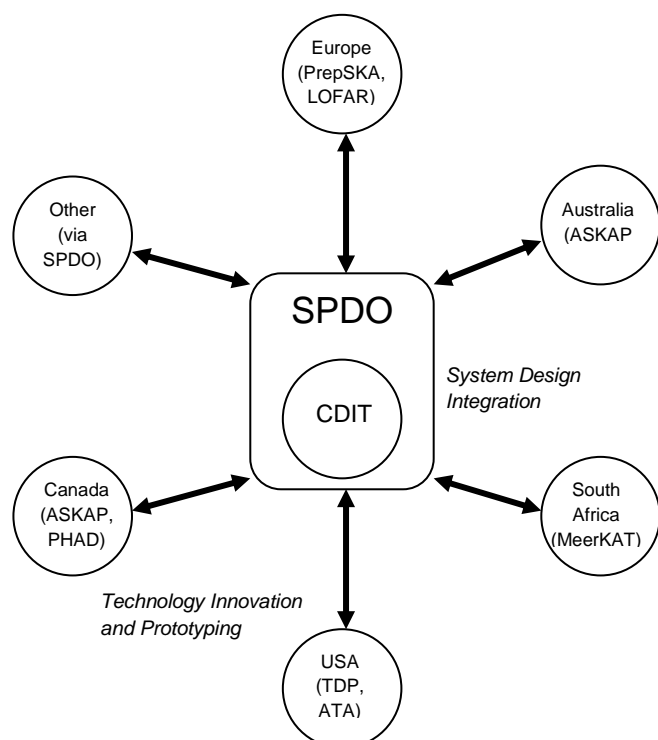 Europe
(PrepSKA,
LOFAR)
Other
(via
SPDO)
Australia
(ASKAP
SPDO
CDIT
System Design
Integration
Canada
(ASKAP,
PHAD)
South
Africa
(MeerKAT)
Technology Innovation
and Prototyping
USA
(TDP,
ATA)